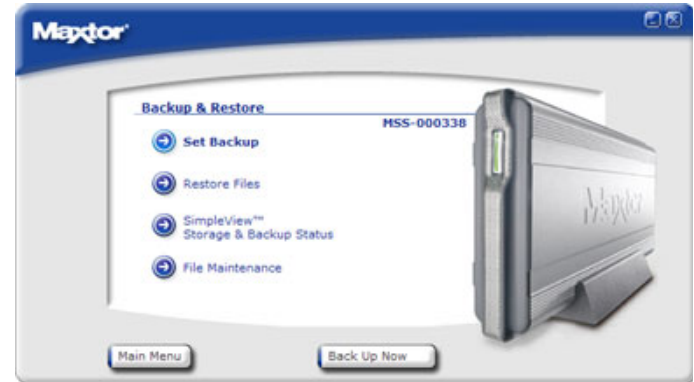 Maxtor
Backup & Restore
MSS-000338
Set Backup
Restore Files
SimpleView™
Storage & Backup Status
File Maintenance
Maxtor
Main Menu
Back Up Now